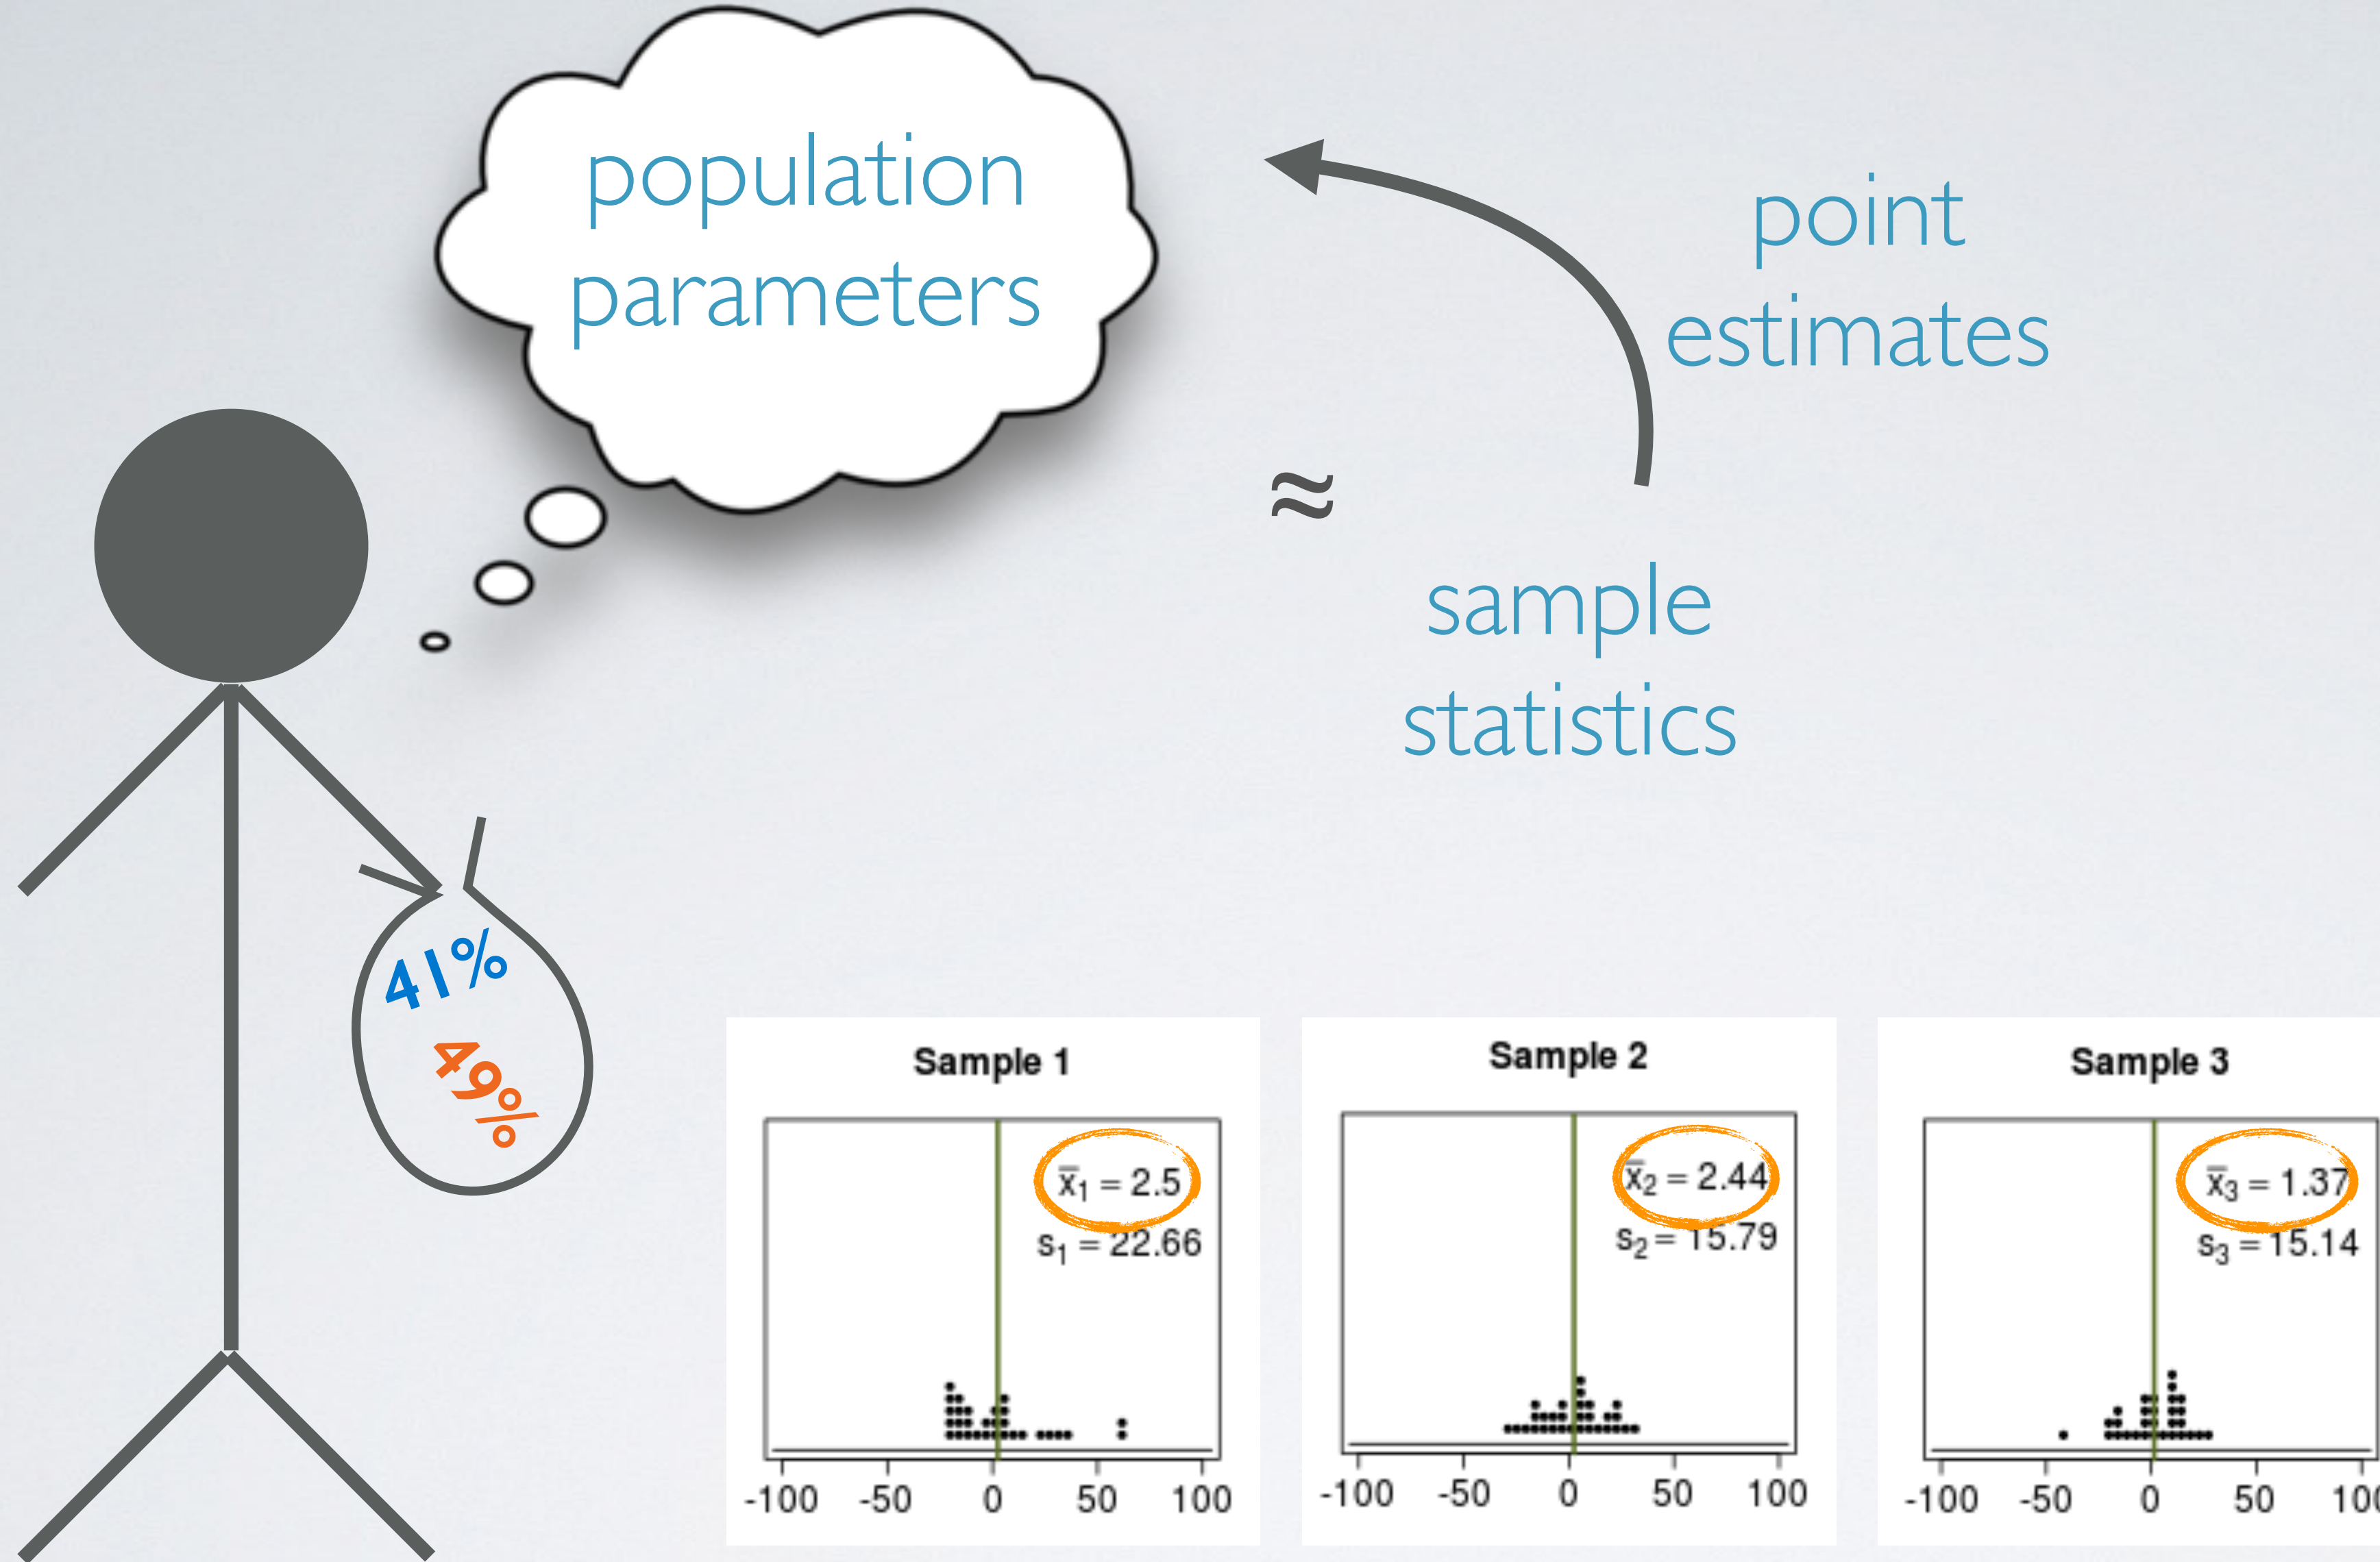 population
parameters
point
estimates
≈
sample
statistics
41%
49%
Sample 1
x̅₁ = 2.5
s₁ = 22.66
-100 -50 0 50 100
Sample 2
x̅₂ = 2.44
s₂ = 15.79
-100 -50 0 50 100
Sample 3
x̅₃ = 1.37
s₃ = 15.14
-100 -50 0 50